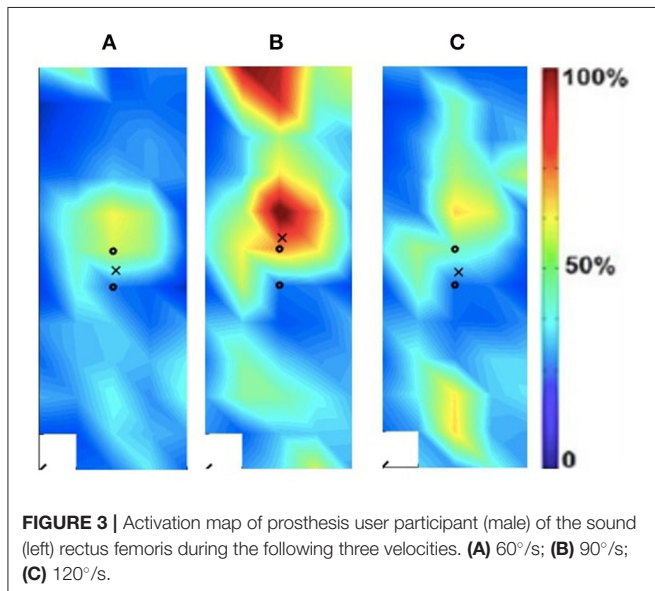 A B C
100%
50%
0
FIGURE 3 | Activation map of prosthesis user participant (male) of the sound
(left) rectus femoris during the following three velocities. (A) 60°/s; (B) 90°/s;
(C) 120°/s.